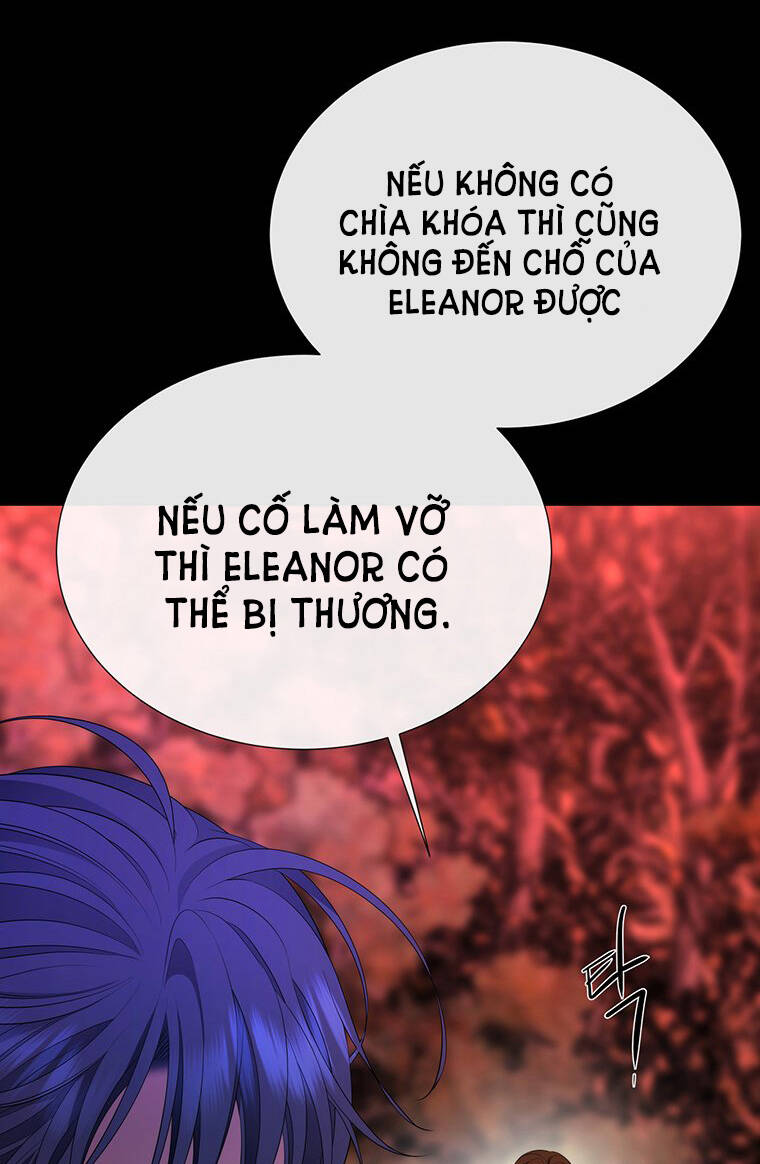 NẾU KHÔNG CÓ
CHÌA KHÓA THÌ CŨNG
KHÔNG ĐẾN CHỖ CỦA
ELEANOR ĐƯỢC
NẾU CỐ LÀM VỠ
THÌ ELEANOR CÓ
THỂ BỊ THƯƠNG.
타